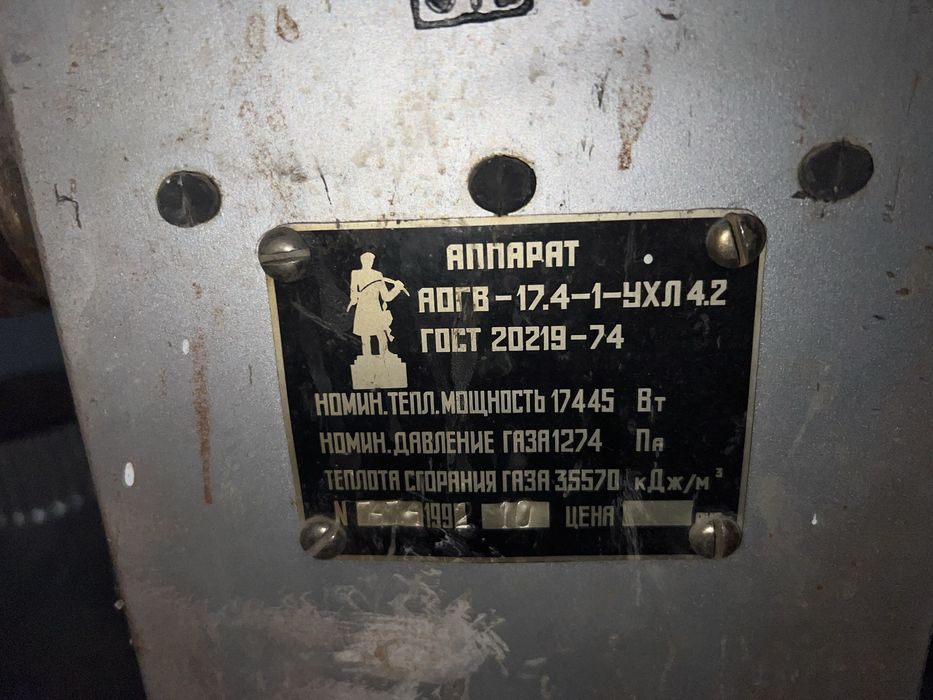 АППАРАТ
АОГВ-17.4-1-УХЛ 4.2
ГОСТ 20219-74
НОМИН.ТЕПЛ.МОЩНОСТЬ 17445 Вт
НОМИН.ДАВЛЕНИЕ ГАЗА 1274 Па
ТЕПЛОТА СГОРАНИЯ ГАЗА 35570 кДж/м³
N 1992 10 ЦЕНА